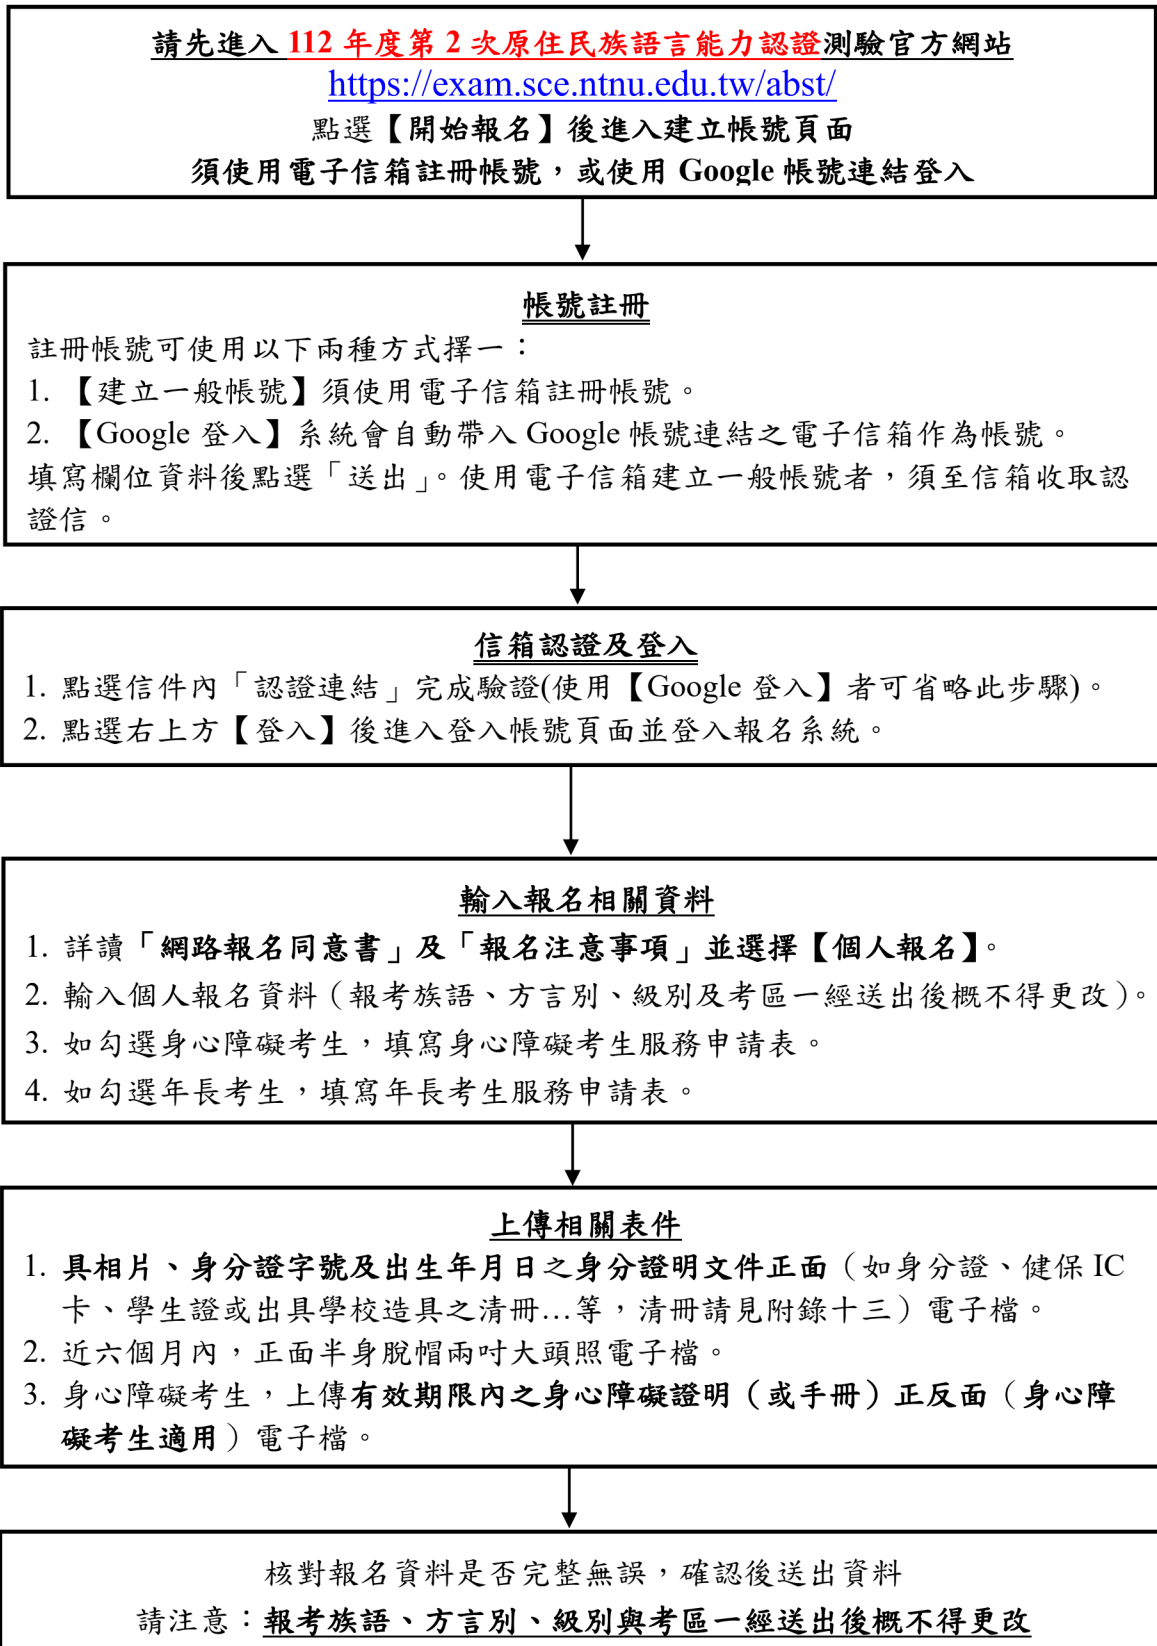 請先進入 112 年度第 2 次原住民族語言能力認證測驗官方網站
https://exam.sce.ntnu.edu.tw/abst/
點選【開始報名】後進入建立帳號頁面
須使用電子信箱註冊帳號，或使用 Google 帳號連結登入
帳號註冊
註冊帳號可使用以下兩種方式擇一：
1. 【建立一般帳號】須使用電子信箱註冊帳號。
2. 【Google 登入】系統會自動帶入 Google 帳號連結之電子信箱作為帳號。
填寫欄位資料後點選「送出」。使用電子信箱建立一般帳號者，須至信箱收取認
證信。
信箱認證及登入
1. 點選信件內「認證連結」完成驗證(使用【Google 登入】者可省略此步驟)。
2. 點選右上方【登入】後進入登入帳號頁面並登入報名系統。
輸入報名相關資料
1. 詳讀「網路報名同意書」及「報名注意事項」並選擇【個人報名】。
2. 輸入個人報名資料（報考族語、方言別、級別及考區一經送出後概不得更改）。
3. 如勾選身心障礙考生，填寫身心障礙考生服務申請表。
4. 如勾選年長考生，填寫年長考生服務申請表。
上傳相關表件
1. 具相片、身分證字號及出生年月日之身分證明文件正面（如身分證、健保 IC
卡、學生證或出具學校造具之清冊…等，清冊請見附錄十三）電子檔。
2. 近六個月內，正面半身脫帽兩吋大頭照電子檔。
3. 身心障礙考生，上傳有效期限內之身心障礙證明（或手冊）正反面（身心障
礙考生適用）電子檔。
核對報名資料是否完整無誤，確認後送出資料
請注意：報考族語、方言別、級別與考區一經送出後概不得更改